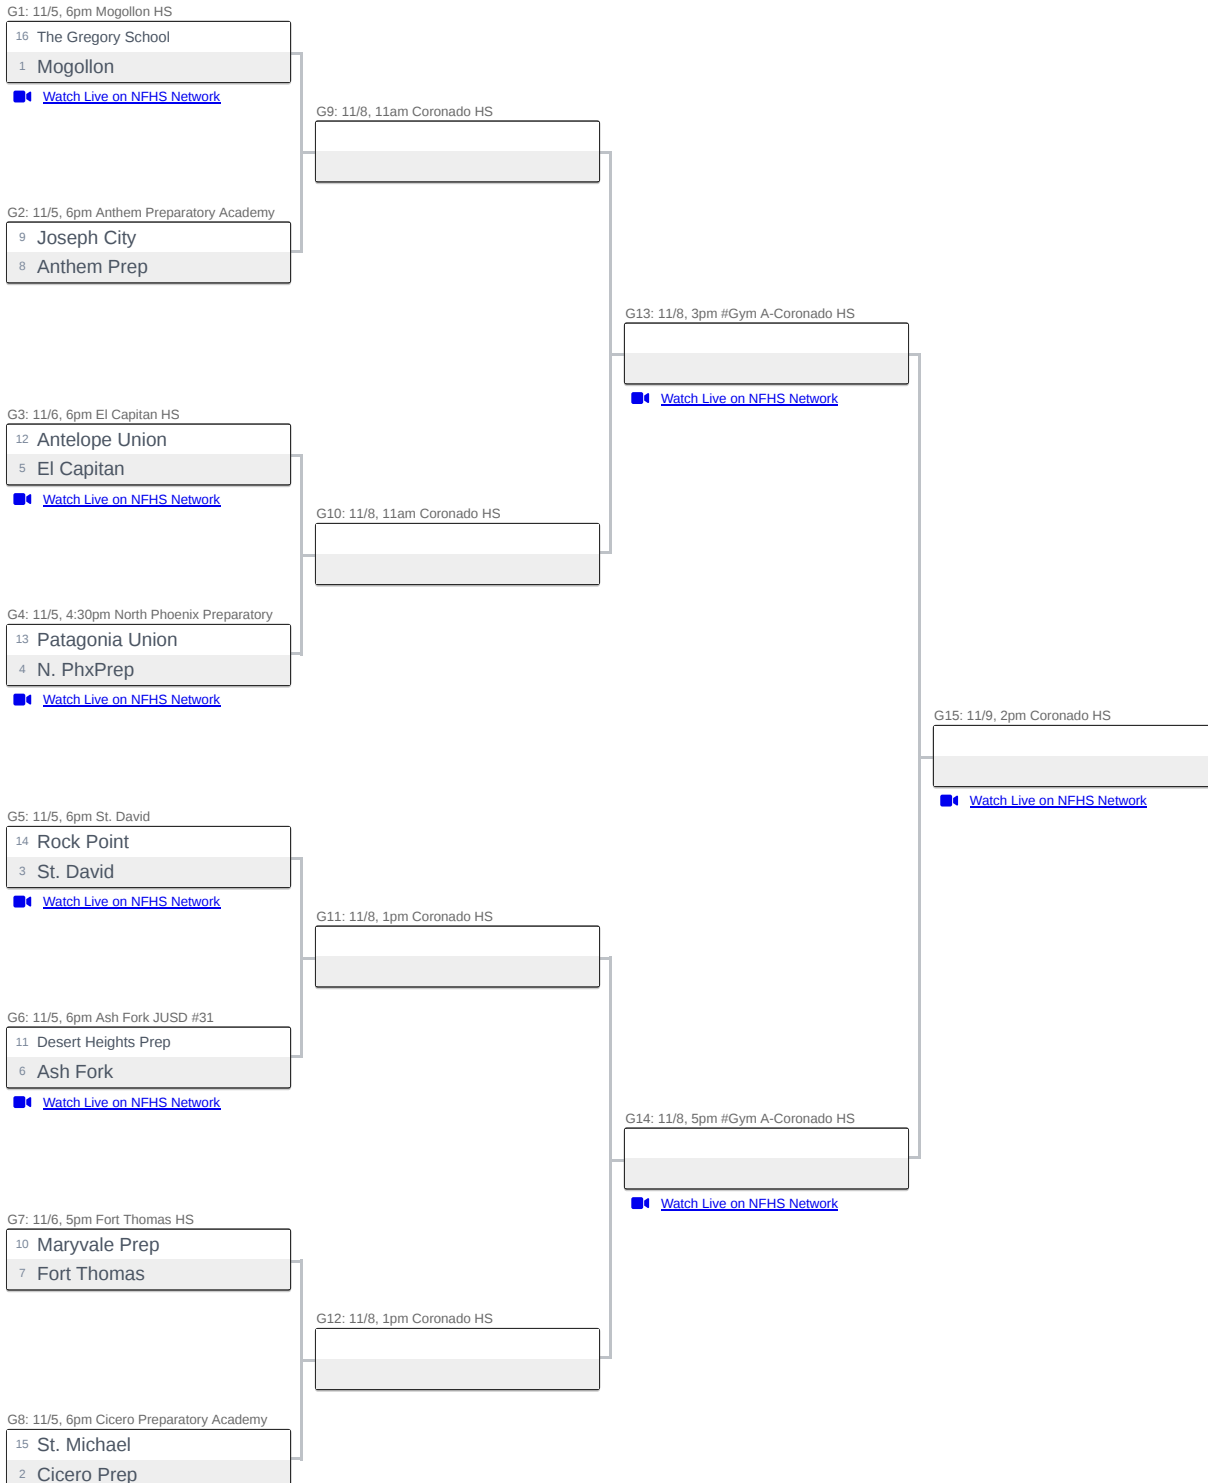 G1: 11/5, 6pm Mogollon HS
16 The Gregory School
1 Mogollon
Watch Live on NFHS Network
G9: 11/8, 11am Coronado HS
G2: 11/5, 6pm Anthem Preparatory Academy
9 Joseph City
8 Anthem Prep
G13: 11/8, 3pm #Gym A-Coronado HS
Watch Live on NFHS Network
G3: 11/6, 6pm El Capitan HS
12 Antelope Union
5 El Capitan
Watch Live on NFHS Network
G10: 11/8, 11am Coronado HS
G4: 11/5, 4:30pm North Phoenix Preparatory
13 Patagonia Union
4 N. PhxPrep
Watch Live on NFHS Network
G15: 11/9, 2pm Coronado HS
Watch Live on NFHS Network
G5: 11/5, 6pm St. David
14 Rock Point
3 St. David
Watch Live on NFHS Network
G11: 11/8, 1pm Coronado HS
G6: 11/5, 6pm Ash Fork JUSD #31
11 Desert Heights Prep
6 Ash Fork
Watch Live on NFHS Network
G14: 11/8, 5pm #Gym A-Coronado HS
Watch Live on NFHS Network
G7: 11/6, 5pm Fort Thomas HS
10 Maryvale Prep
7 Fort Thomas
G12: 11/8, 1pm Coronado HS
G8: 11/5, 6pm Cicero Preparatory Academy
15 St. Michael
2 Cicero Prep